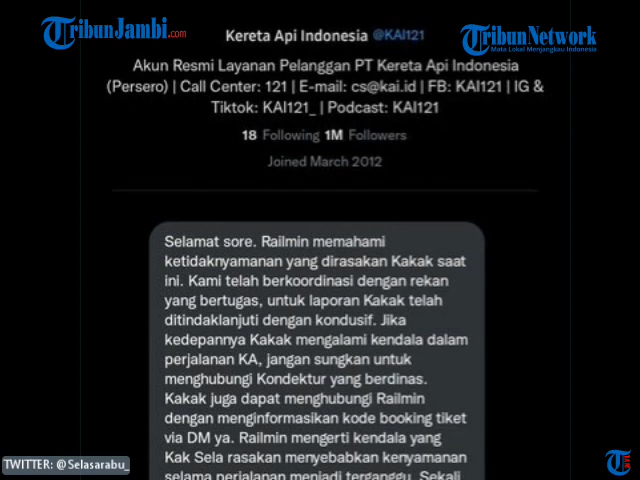 TribunJambi.com
TribunNetwork
Mata Lokal Menjangkau Indonesia
Kereta Api Indonesia @KAI121
Akun Resmi Layanan Pelanggan PT Kereta Api Indonesia
(Persero) | Call Center: 121 | E-mail: cs@kai.id | FB: KAI121 | IG &
Tiktok: KAI121_ | Podcast: KAI121
18 Following 1M Followers
Joined March 2012
Selamat sore. Railmin memahami
ketidaknyamanan yang dirasakan Kakak saat
ini. Kami telah berkoordinasi dengan rekan
yang bertugas, untuk laporan Kakak telah
ditindaklanjuti dengan kondusif. Jika
kedepannya Kakak mengalami kendala dalam
perjalanan KA, jangan sungkan untuk
menghubungi Kondektur yang berdinas.
Kakak juga dapat menghubungi Railmin
dengan menginformasikan kode booking tiket
via DM ya. Railmin mengerti kendala yang
Kak Sela rasakan menyebabkan kenyamanan
selama perjalanan menjadi terganggu. Sekali
TWITTER: @Selasarabu_